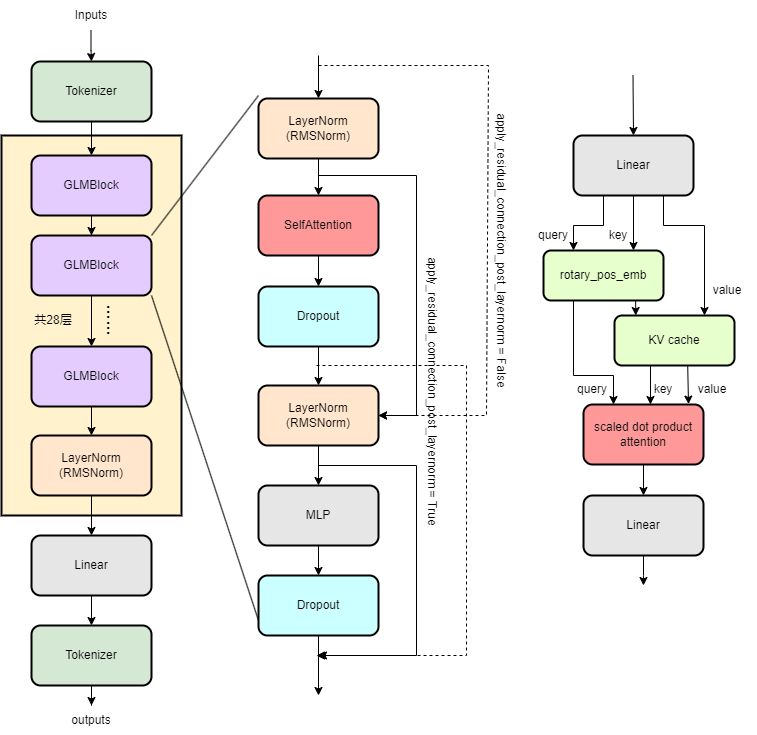 Inputs
Tokenizer
GLMBlock
GLMBlock
共28层
GLMBlock
LayerNorm
(RMSNorm)
Linear
Tokenizer
outputs
LayerNorm
(RMSNorm)
SelfAttention
Dropout
LayerNorm
(RMSNorm)
MLP
Dropout
apply_residual_connection_post_layernorm = True
apply_residual_connection_post_layernorm = False
Linear
query
key
value
rotary_pos_emb
KV cache
query
key
value
scaled dot product
attention
Linear